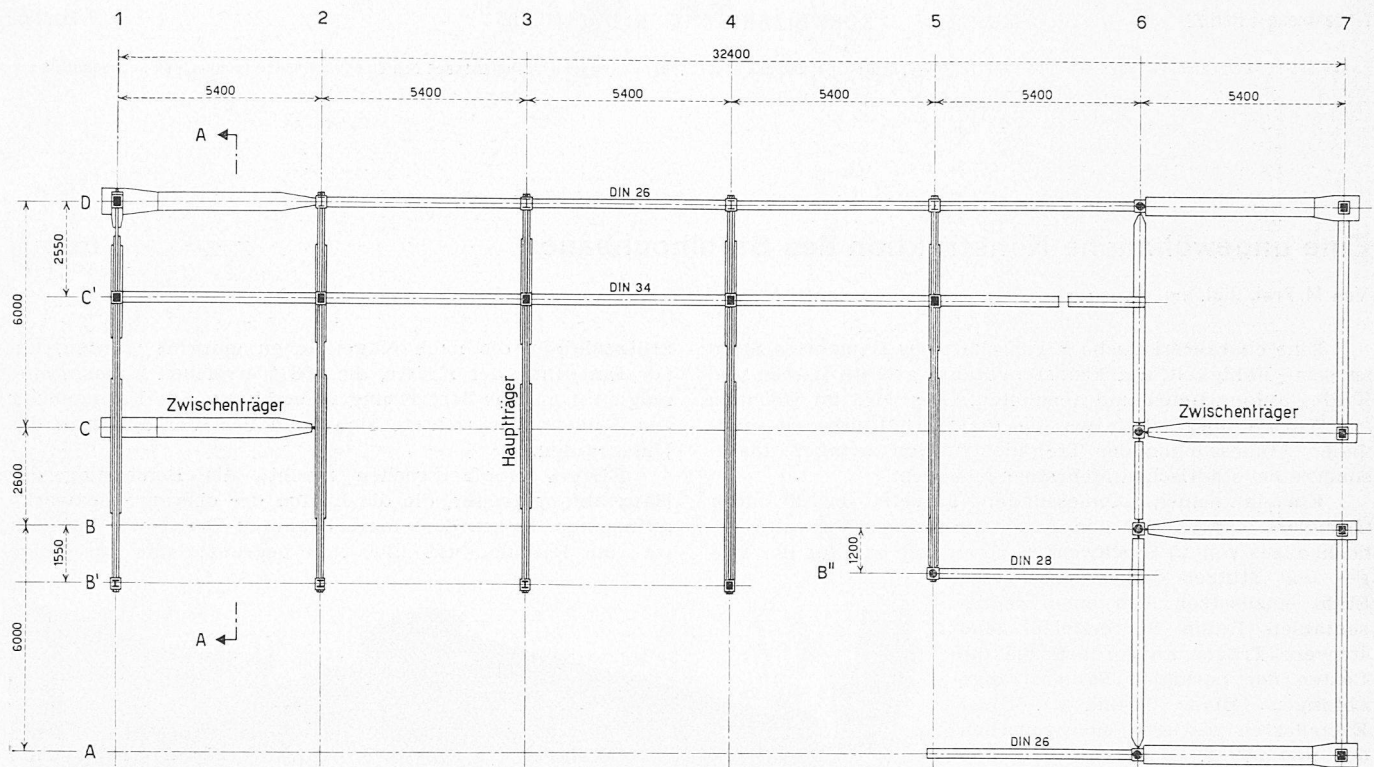 1 2 3 4 5 6 7
32400
5400 5400 5400 5400 5400 5400
A
D
DIN 26
2550
6000
C'
DIN 34
Zwischenträger
Hauptträger
Zwischenträger
C
2600
B
1550
1200
B'
B"
DIN 28
A
6000
A
DIN 26